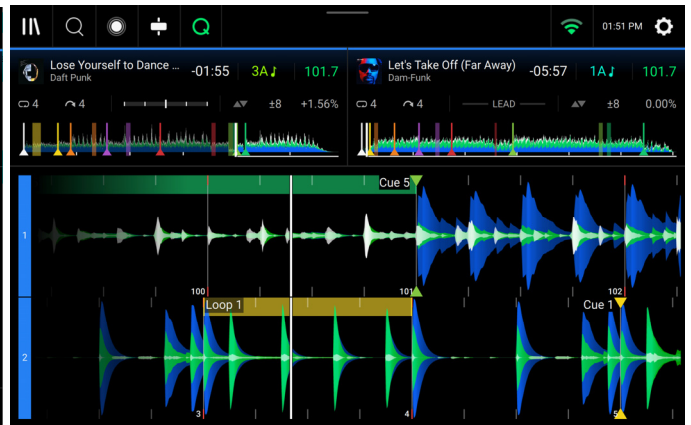 01:51 PM
Lose Yourself to Dance ...
Daft Punk
-01:55
3A
101.7
Let's Take Off (Far Away)
Dam-Funk
-05:57
1A
101.7
4
4
±8
+1.56%
4
4
LEAD
±8
0.00%
Cue 5
1
100
101
102
Loop 1
Cue 1
2
3
4
5